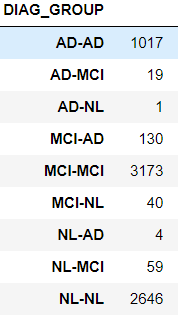 DIAG_GROUP
AD-AD 1017
AD-MCI 19
AD-NL 1
MCI-AD 130
MCI-MCI 3173
MCI-NL 40
NL-AD 4
NL-MCI 59
NL-NL 2646